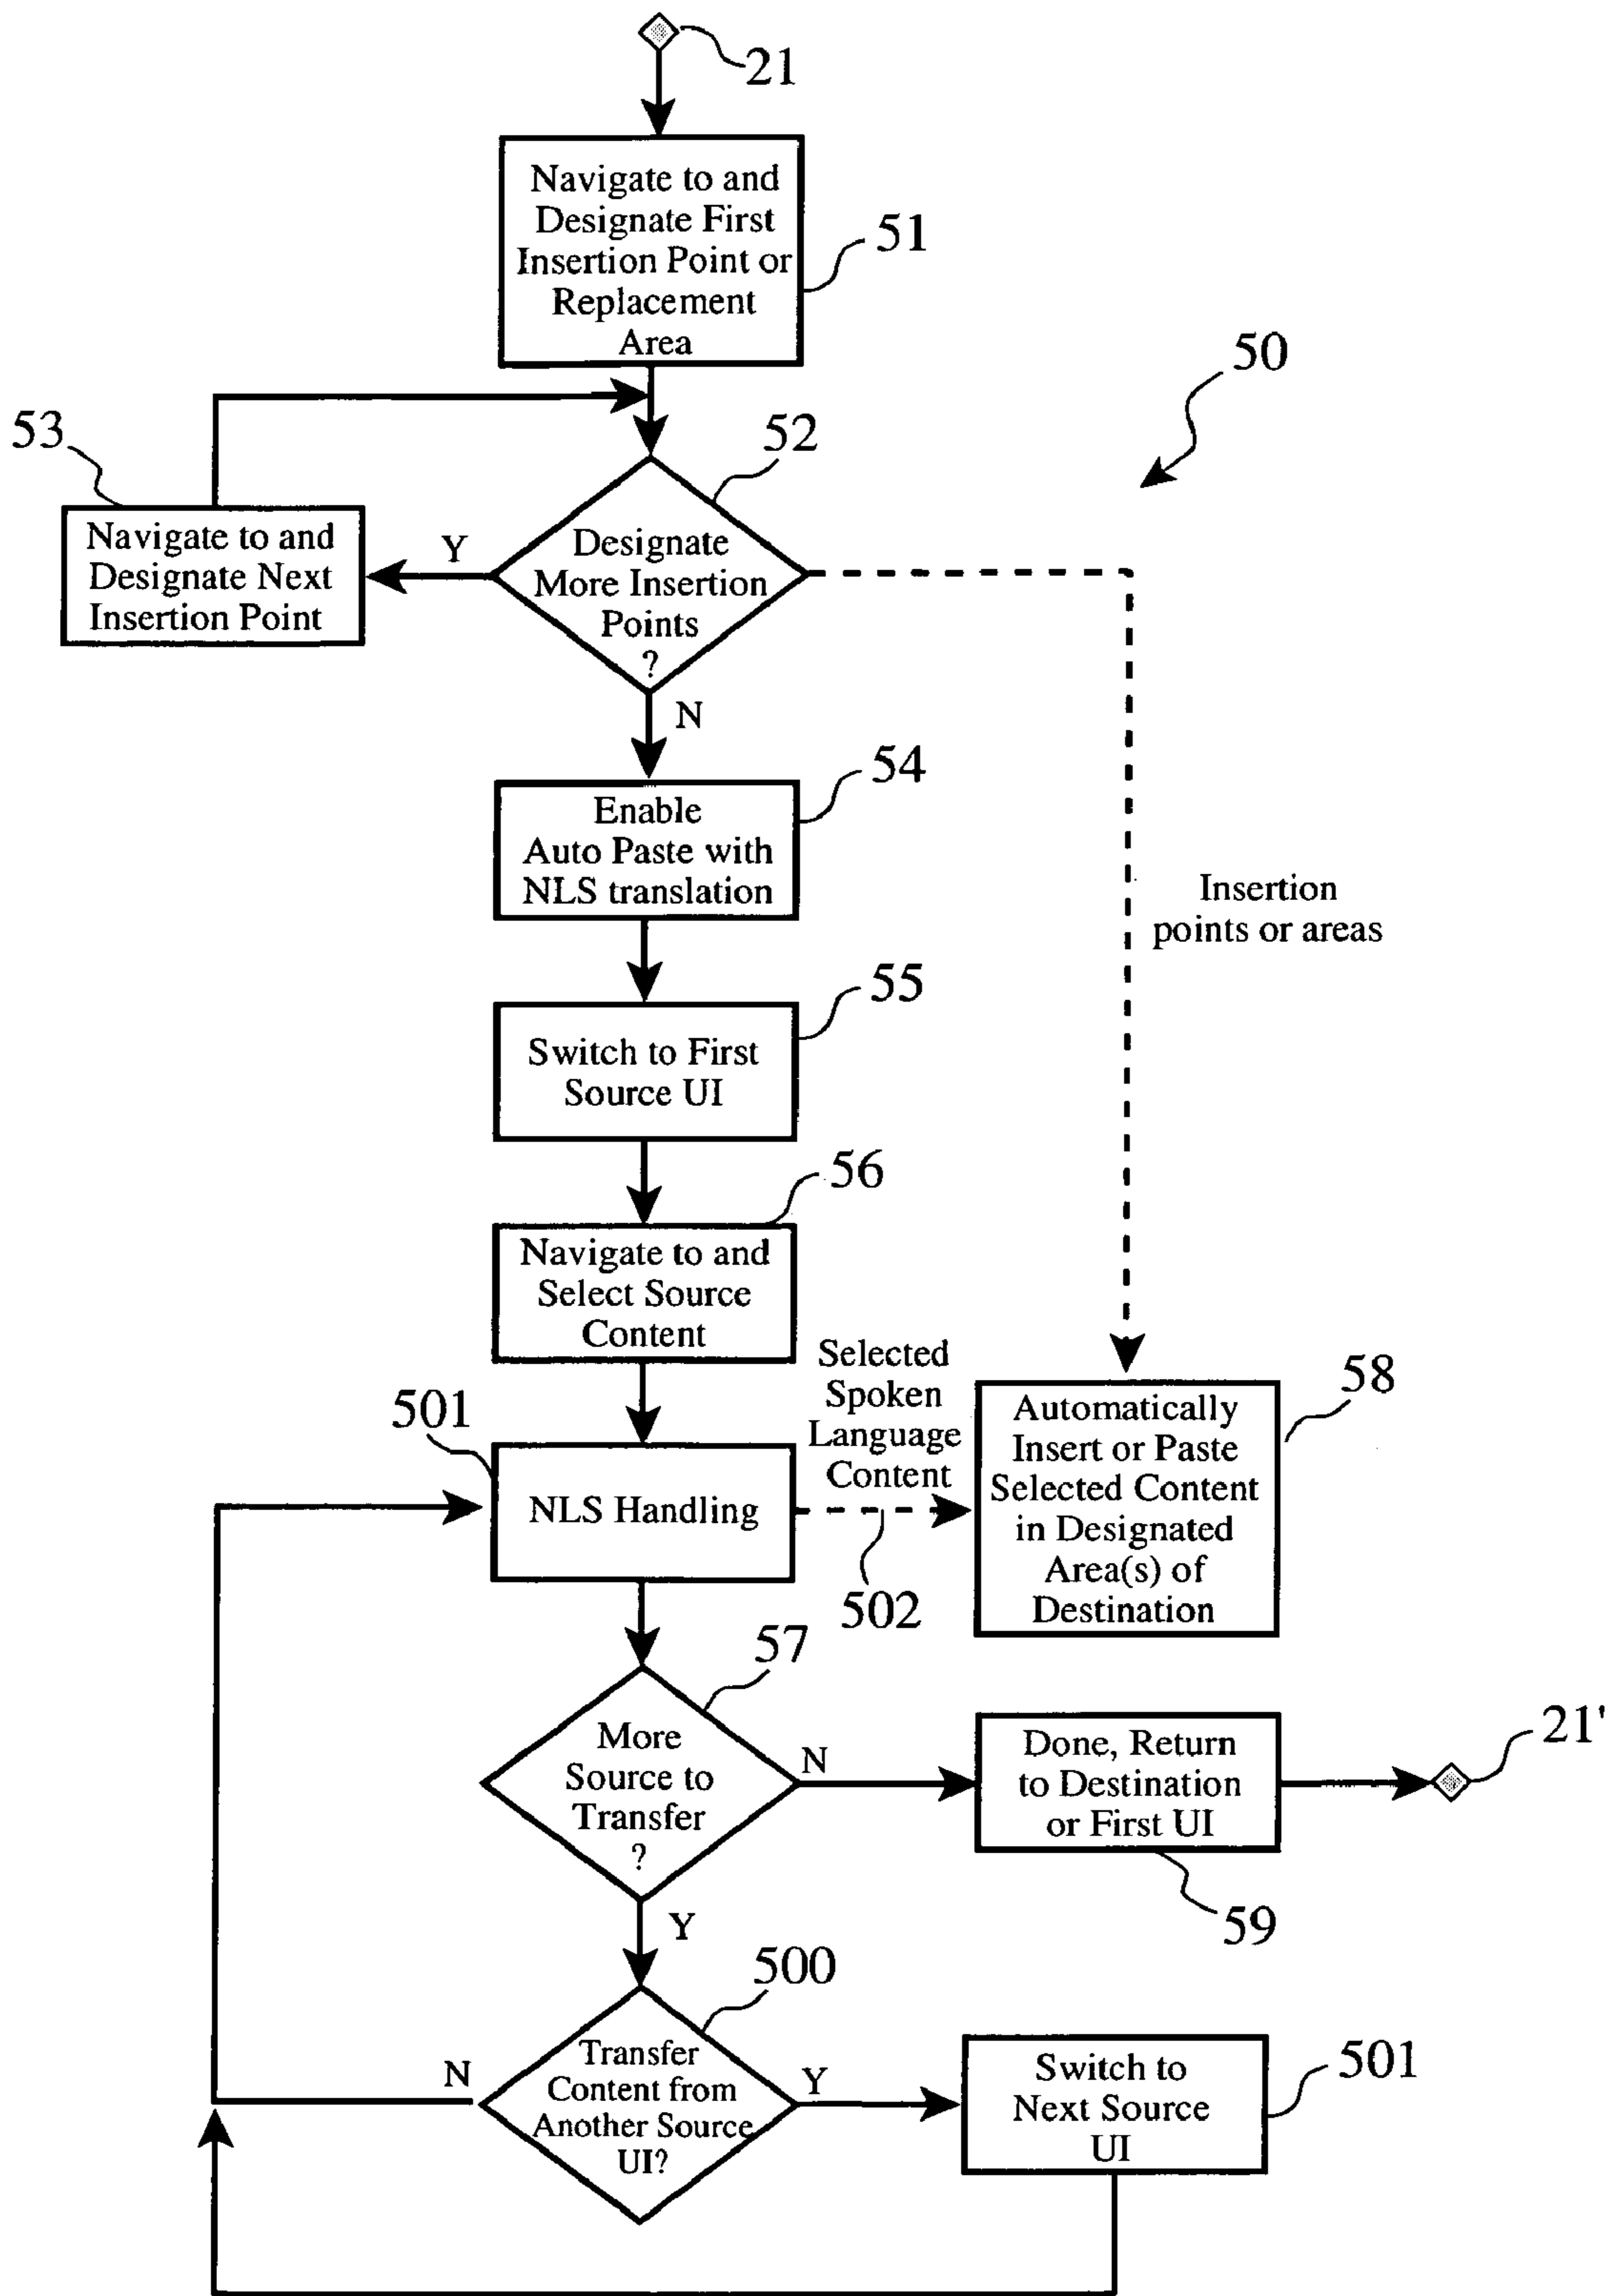 21
Navigate to and
Designate First
Insertion Point or
Replacement
Area
51
50
53
52
Navigate to and
Designate Next
Insertion Point
Y
Designate
More Insertion
Points
?
N
54
Enable
Auto Paste with
NLS translation
Insertion
points or areas
55
Switch to First
Source UI
56
Navigate to and
Select Source
Content
Selected
Spoken
Language
Content
58
501
NLS Handling
502
Automatically
Insert or Paste
Selected Content
in Designated
Area(s) of
Destination
57
More
Source to
Transfer
?
N
Done, Return
to Destination
or First UI
21'
59
Y
500
Transfer
Content from
Another Source
UI?
N
Y
Switch to
Next Source
UI
501